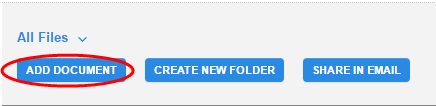 All Files
ADD DOCUMENT CREATE NEW FOLDER SHARE IN EMAIL